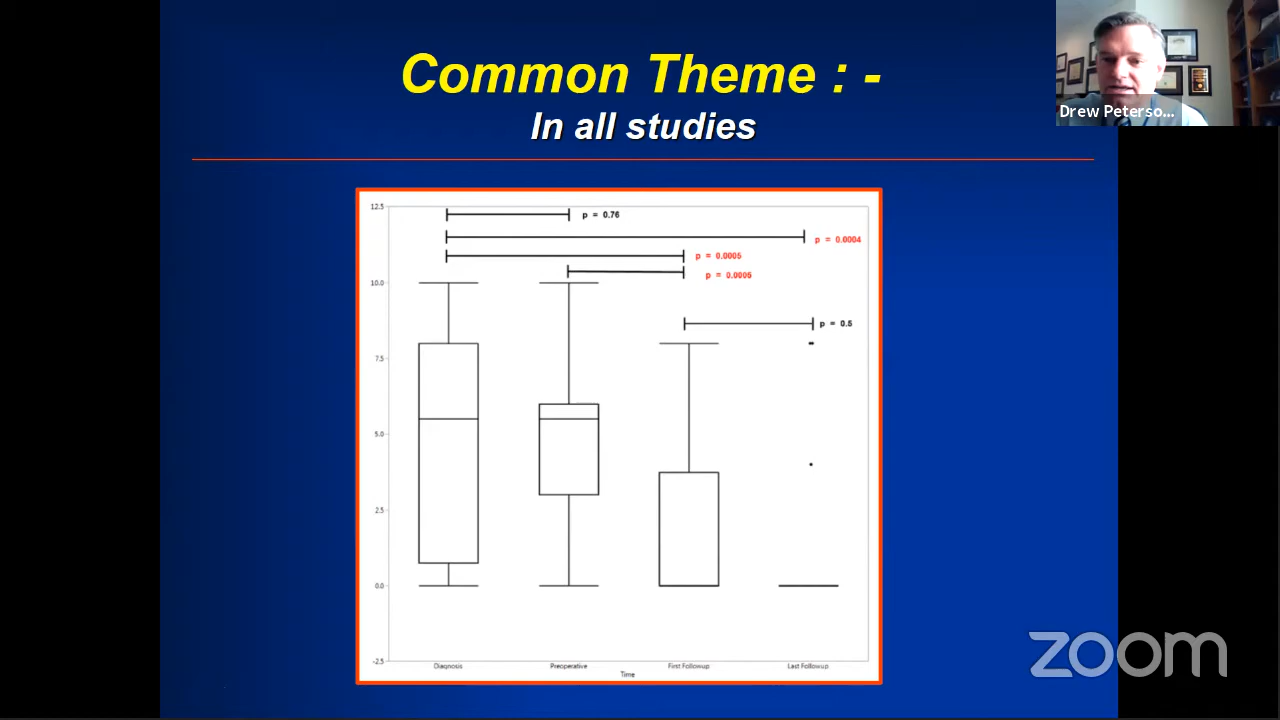 Common Theme : -
In all studies
Drew Peterso...
12.5
p = 0.76
p = 0.0004
p = 0.0005
p = 0.0006
10.0
p = 0.5
7.5
5.0
2.5
0.0
-2.5
Diagnosis
Preoperative
First Followup
Last Followup
Time
zoom